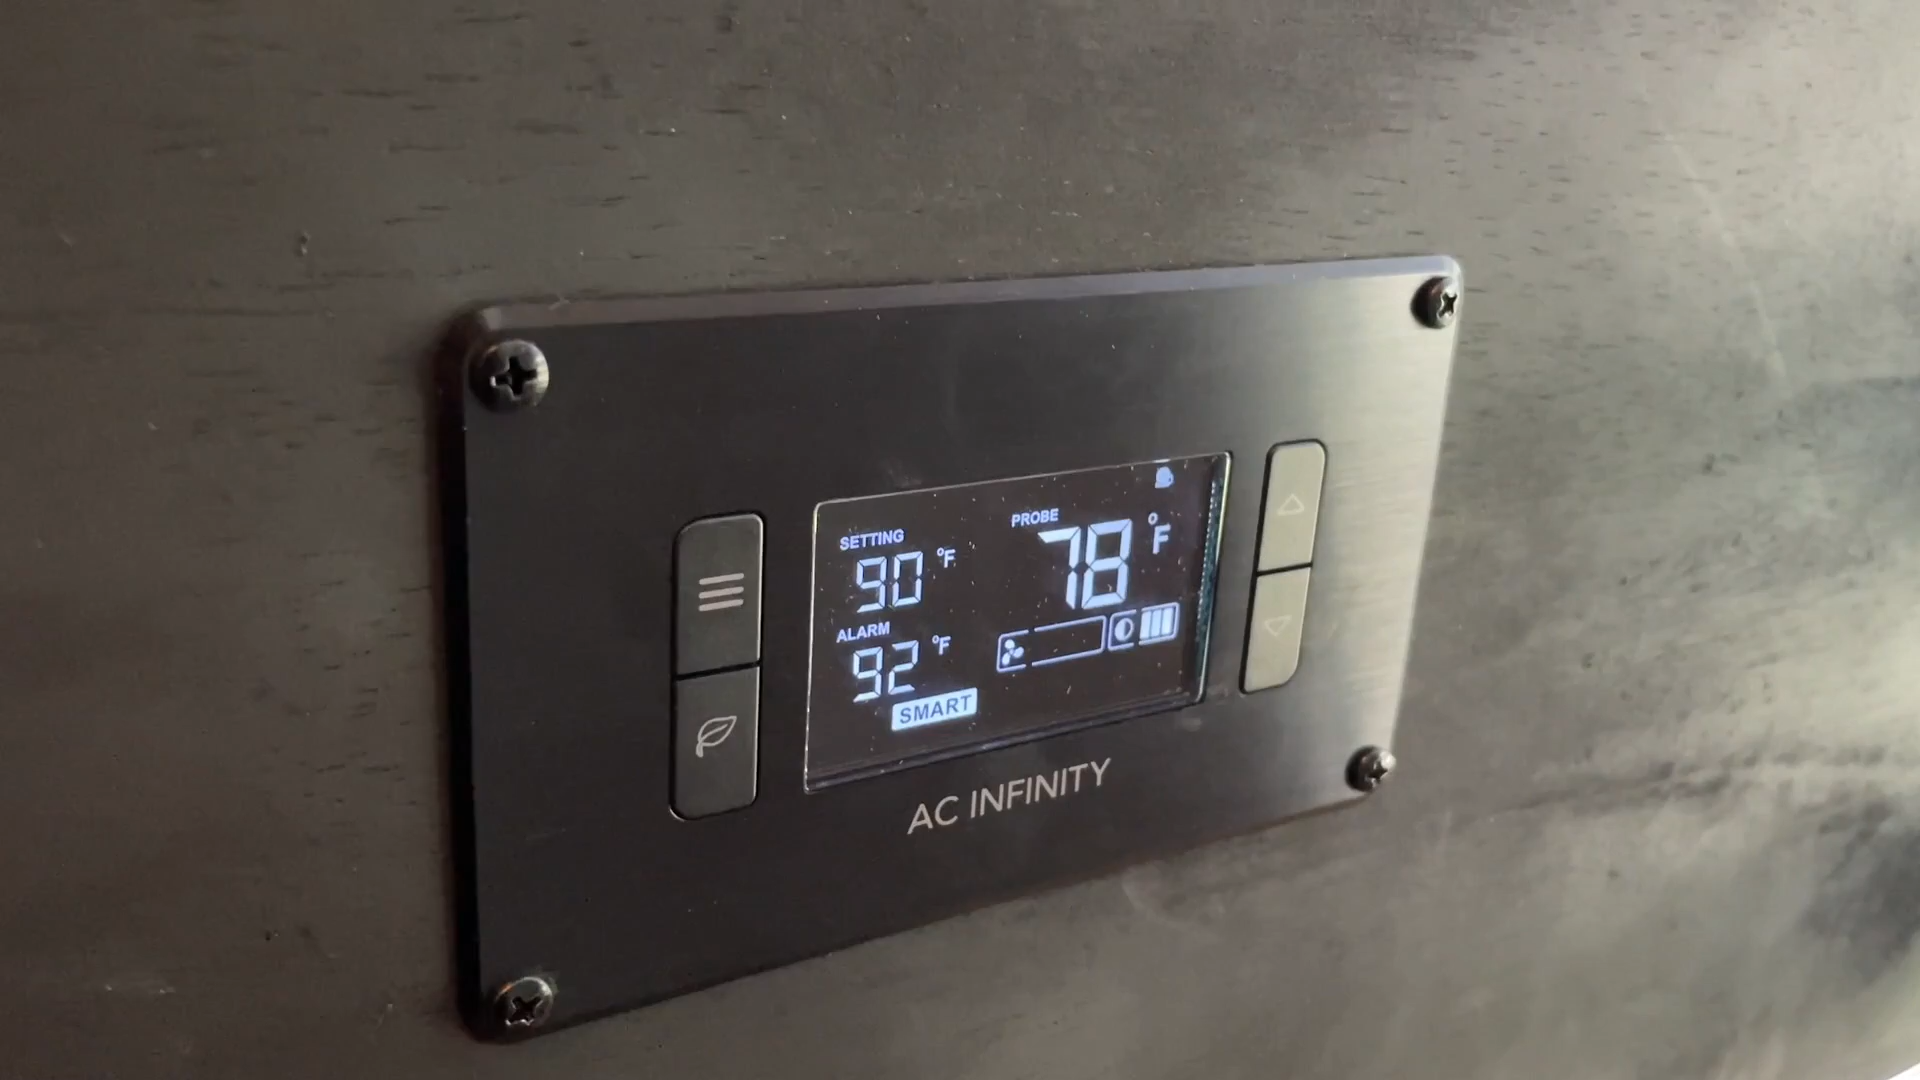 SETTING
90 °F
PROBE
78 °F
ALARM
92 °F
SMART
AC INFINITY